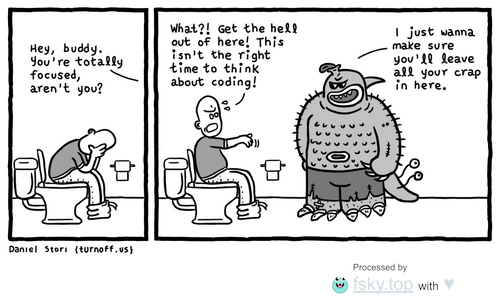 Hey, buddy.
You're totally
focused,
aren't you?
What?! Get the hell
out of here! This
isn't the right
time to think
about coding!
I just wanna
make sure
you'll leave
all your crap
in here.
Daniel Stori {turnoff.us}
Processed by
fsky.top with